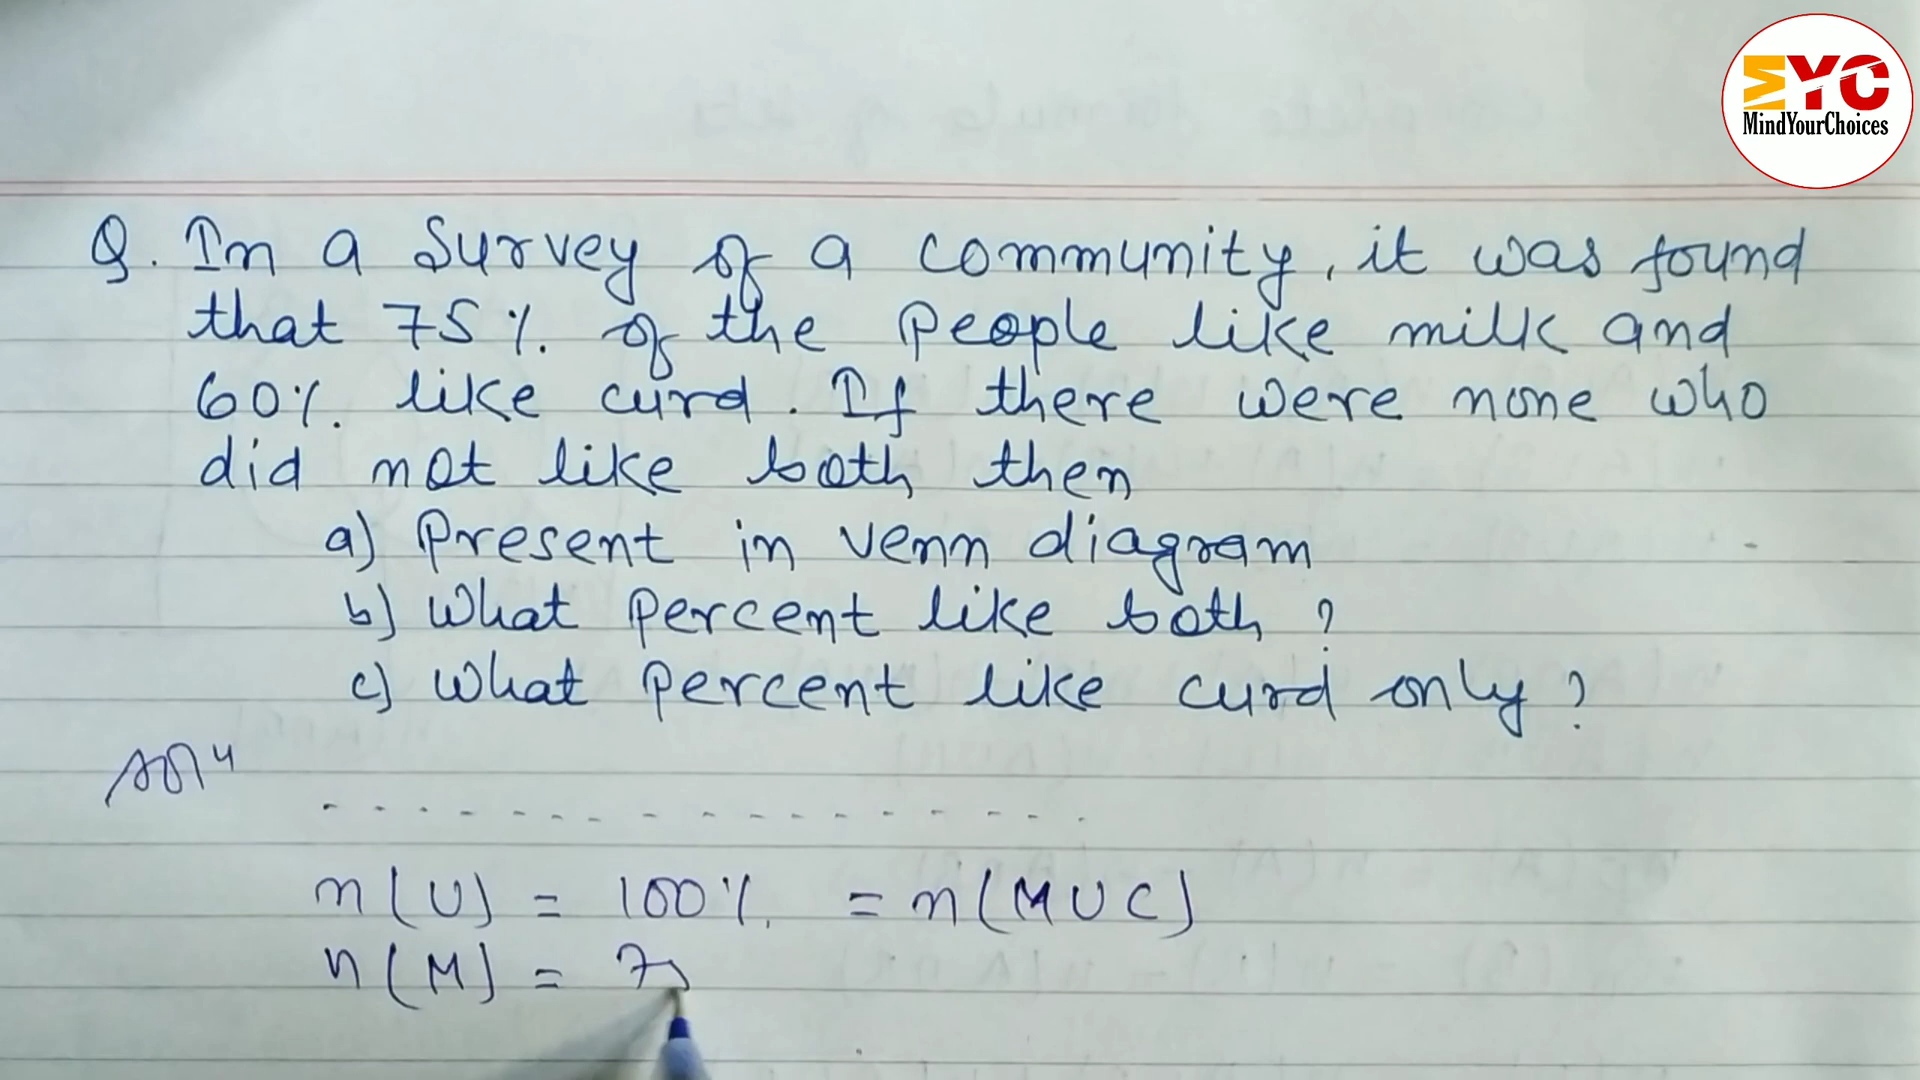 MYC
MindYourChoices
Q. In a Survey of a community, it was found
that 75%. of the people like milk and
60%. like curd. If there were none who
did not like both then
a) Present in venn diagram
b) What percent like both?
c) What percent like curd only?
n(U) = 100%. = n(MUC)
n(M) = 75